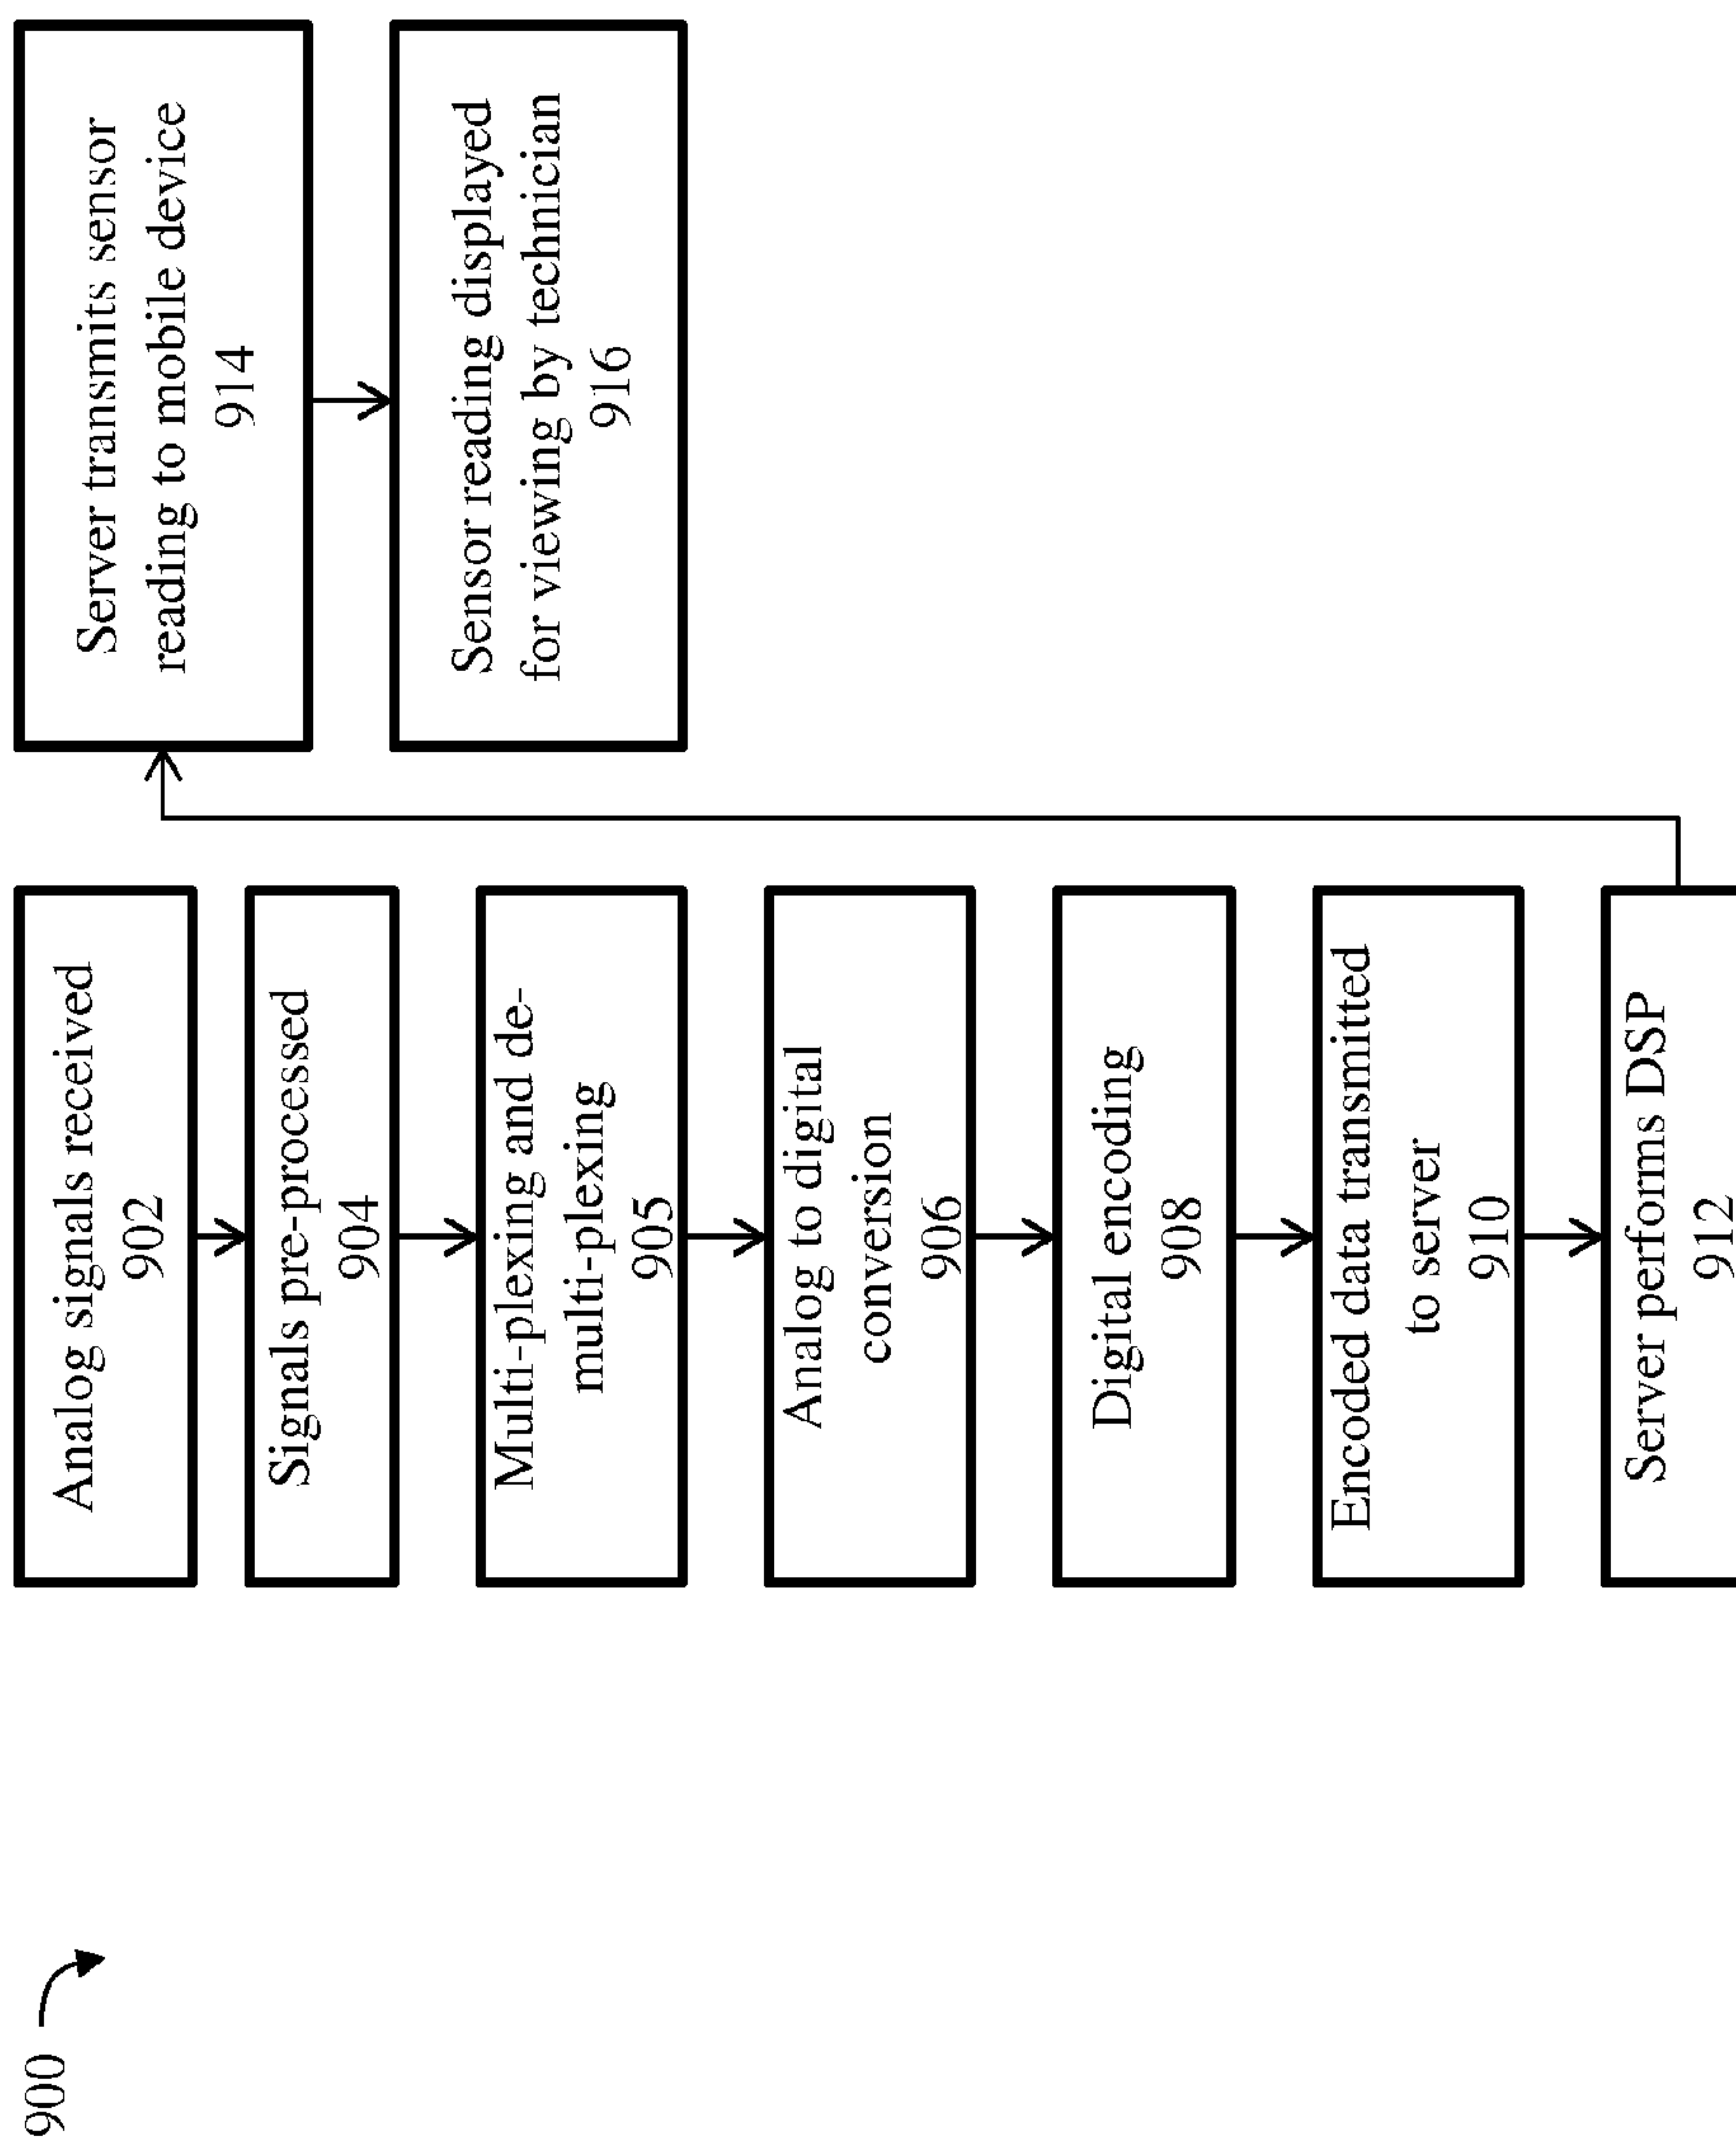 900
Analog signals received
902
Signals pre-processed
904
Multi-plexing and de-
multi-plexing
905
Analog to digital
conversion
906
Digital encoding
908
Encoded data transmitted
to server
910
Server performs DSP
912
Server transmits sensor
reading to mobile device
914
Sensor reading displayed
for viewing by technician
916